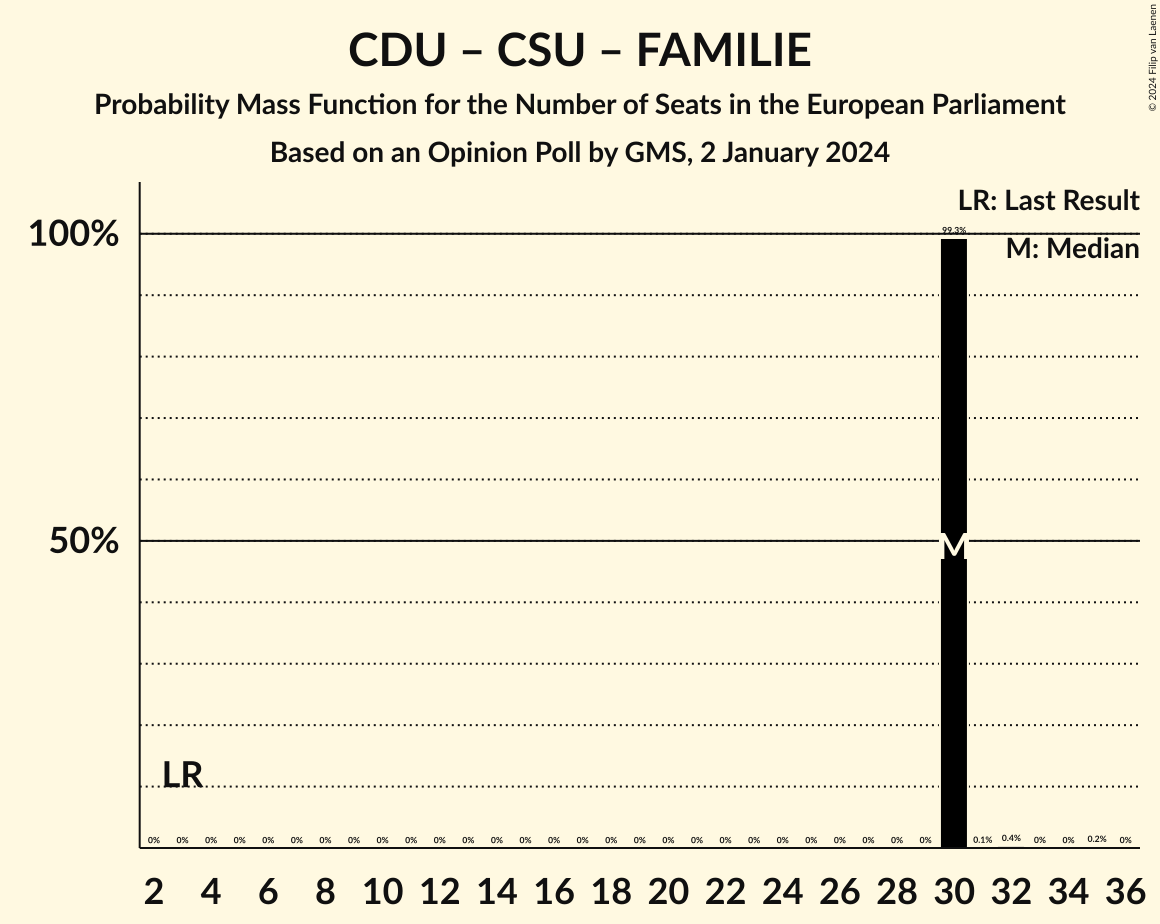 CDU – CSU – FAMILIE
Probability Mass Function for the Number of Seats in the European Parliament
Based on an Opinion Poll by GMS, 2 January 2024
© 2024 Filip van Laenen
LR: Last Result
M: Median
100%
50%
99.3%
M
LR
0% 0% 0% 0% 0% 0% 0% 0% 0% 0% 0% 0% 0% 0% 0% 0% 0% 0% 0% 0% 0% 0% 0% 0% 0% 0% 0% 0% 0.1% 0.4% 0% 0% 0.2% 0%
2 4 6 8 10 12 14 16 18 20 22 24 26 28 30 32 34 36